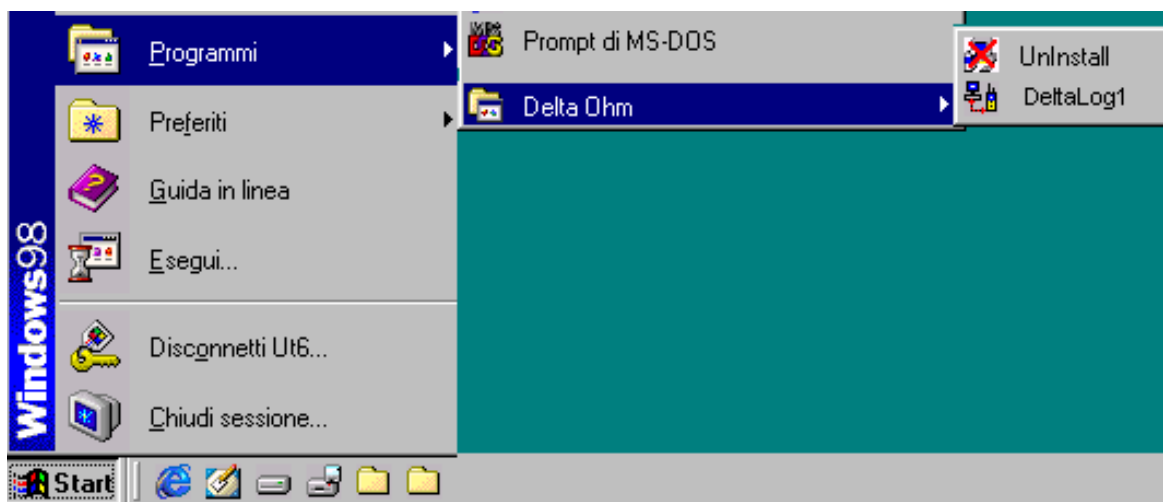 Programmi
Preferiti
Guida in linea
Esegui...
Disconnetti Ut6...
Chiudi sessione...
Windows98
Start
Prompt di MS-DOS
Delta Ohm
UnInstall
DeltaLog1